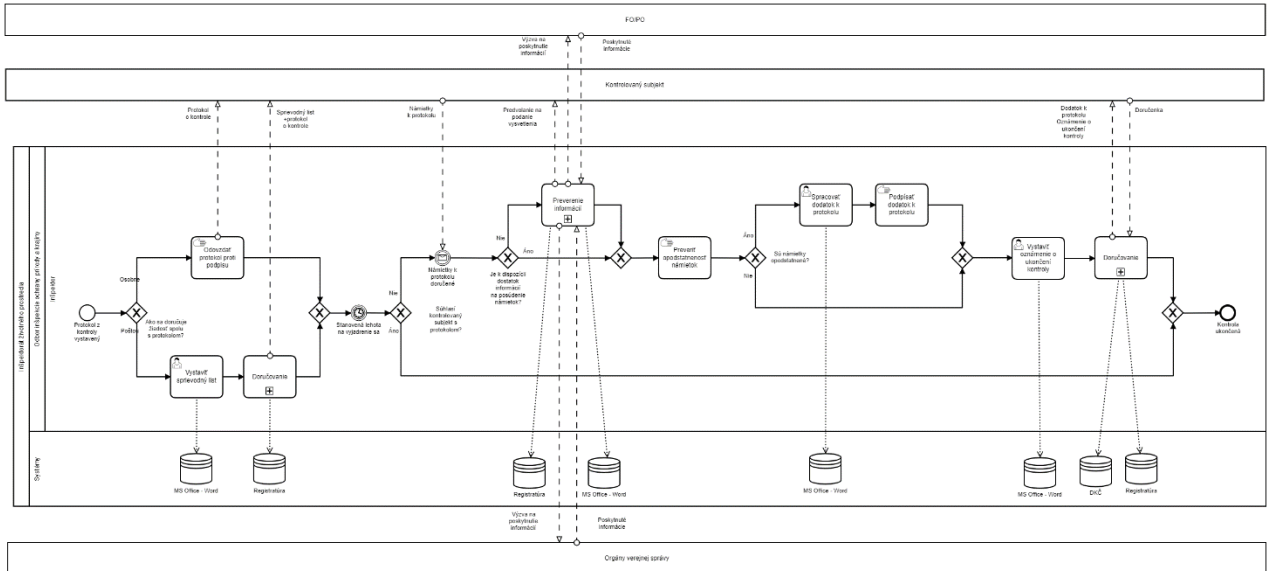 FO/PO
Výzva na
poskytnutie
informácií
Poskytnuté
informácie
Kontrolovaný subjekt
Protokol
o kontrole
Sprievodný list
+protokol
o kontrole
Námietky
k protokolu
Predvolanie na
podanie
vysvetlenia
Dodatok k
protokolu
Oznámenie o
ukončení
kontroly
Doručenka
Inšpektorát životného prostredia
Odbor inšpekcie ochrany prírody a krajiny
Inšpektor
Protokol z
kontroly
vystavený
Osobne
Poštou
Ako sa doručuje
žiadosť spolu
s protokolom?
Odovzdať
protokol proti
podpisu
Vystaviť
sprievodný list
Doručovanie
Stanovená lehota
na vyjadrenie sa
Nie
Áno
Súhlasí
kontrolovaný
subjekt s
protokolom?
Námietky k
protokolu
doručené
Nie
Áno
Je k dispozícii
dostatok
informácií
na posúdenie
námietok?
Preverenie
informácií
Preveriť
opodstatnenosť
námietok
Áno
Nie
Sú námietky
opodstatnené?
Spracovať
dodatok k
protokolu
Podpísať
dodatok k
protokolu
Vystaviť
oznámenie o
ukončení
kontroly
Doručovanie
Kontrola
ukončená
Systémy
MS Office - Word
Registratúra
Registratúra
MS Office - Word
MS Office - Word
MS Office - Word
DKČ
Registratúra
Výzva na
poskytnutie
informácií
Poskytnuté
informácie
Orgány verejnej správy